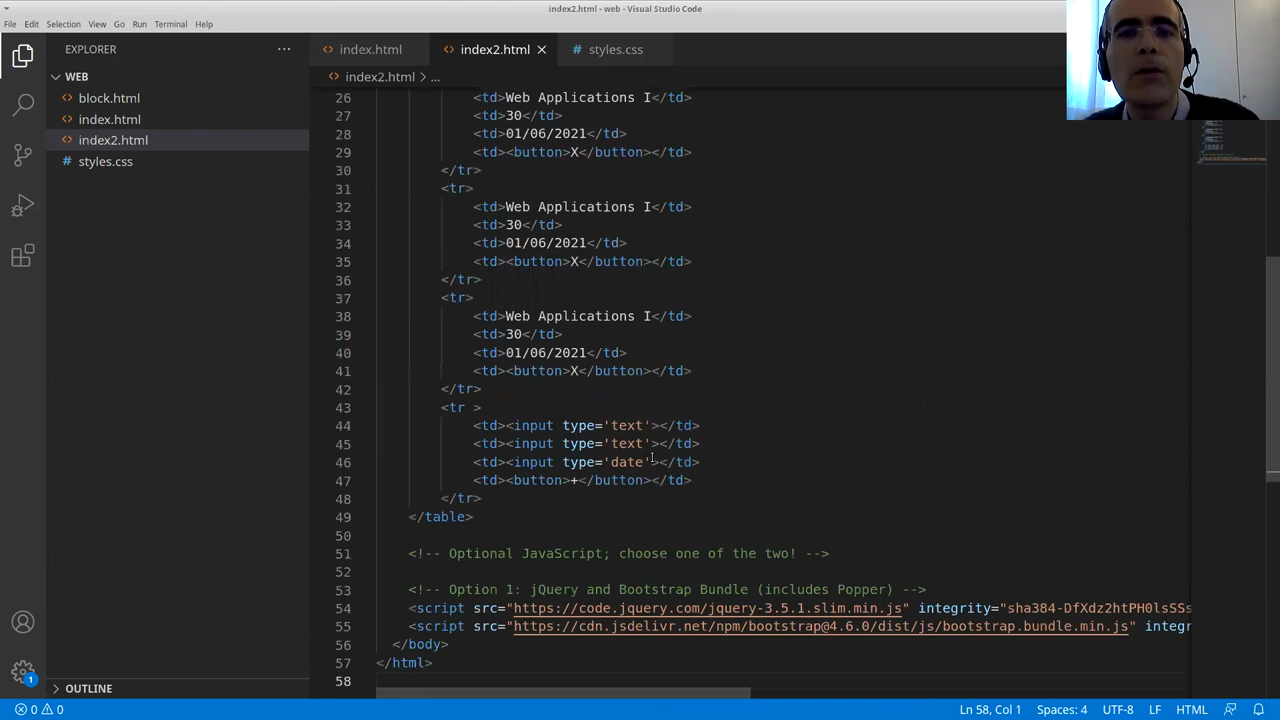 index2.html - web - Visual Studio Code
File Edit Selection View Go Run Terminal Help
EXPLORER
WEB
block.html
index.html
index2.html
# styles.css
OUTLINE
1
index.html
index2.html
# styles.css
index2.html > ...
26 <td>Web Applications I</td>
27 <td>30</td>
28 <td>01/06/2021</td>
29 <td><button>X</button></td>
30 </tr>
31 <tr>
32 <td>Web Applications I</td>
33 <td>30</td>
34 <td>01/06/2021</td>
35 <td><button>X</button></td>
36 </tr>
37 <tr>
38 <td>Web Applications I</td>
39 <td>30</td>
40 <td>01/06/2021</td>
41 <td><button>X</button></td>
42 </tr>
43 <tr >
44 <td><input type='text'></td>
45 <td><input type='text'></td>
46 <td><input type='date'></td>
47 <td><button>+</button></td>
48 </tr>
49 </table>
50
51 <!-- Optional JavaScript; choose one of the two! -->
52
53 <!-- Option 1: jQuery and Bootstrap Bundle (includes Popper) -->
54 <script src="https://code.jquery.com/jquery-3.5.1.slim.min.js" integrity="sha384-DfXdz2htPH0lsSSs
55 <script src="https://cdn.jsdelivr.net/npm/bootstrap@4.6.0/dist/js/bootstrap.bundle.min.js" integ
56 </body>
57 </html>
58
0 0
Ln 58, Col 1 Spaces: 4 UTF-8 LF HTML